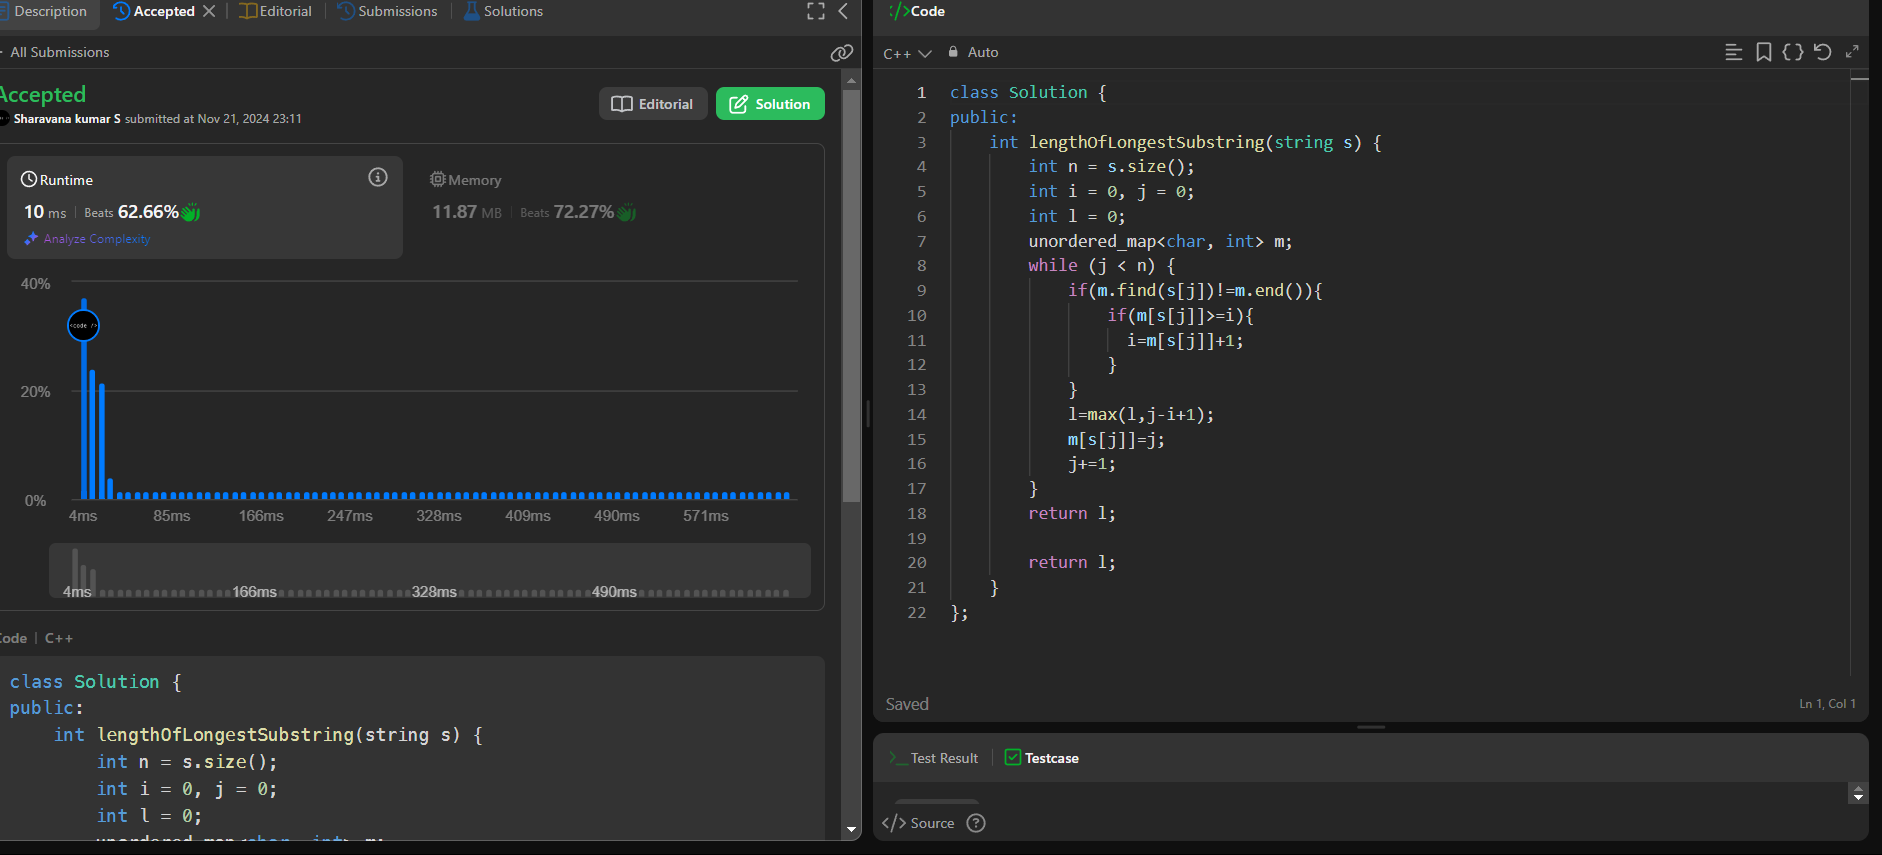 Description Accepted Editorial Submissions Solutions
All Submissions
Accepted
Editorial Solution
Sharavana kumar S submitted at Nov 21, 2024 23:11
Runtime
10 ms Beats 62.66%
Analyze Complexity
Memory
11.87 MB Beats 72.27%
40%
<code />
20%
0%
4ms 85ms 166ms 247ms 328ms 409ms 490ms 571ms
4ms 166ms 328ms 490ms
Code | C++
class Solution {
public:
    int lengthOfLongestSubstring(string s) {
        int n = s.size();
        int i = 0, j = 0;
        int l = 0;
        unordered_map<char, int> m;
</>Code
C++ Auto
1 class Solution {
2 public:
3     int lengthOfLongestSubstring(string s) {
4         int n = s.size();
5         int i = 0, j = 0;
6         int l = 0;
7         unordered_map<char, int> m;
8         while (j < n) {
9             if(m.find(s[j])!=m.end()){
10                 if(m[s[j]]>=i){
11                   i=m[s[j]]+1;
12                 }
13             }
14             l=max(l,j-i+1);
15             m[s[j]]=j;
16             j+=1;
17         }
18         return l;
19
20         return l;
21     }
22 };
Saved
Ln 1, Col 1
>_ Test Result Testcase
</> Source ?